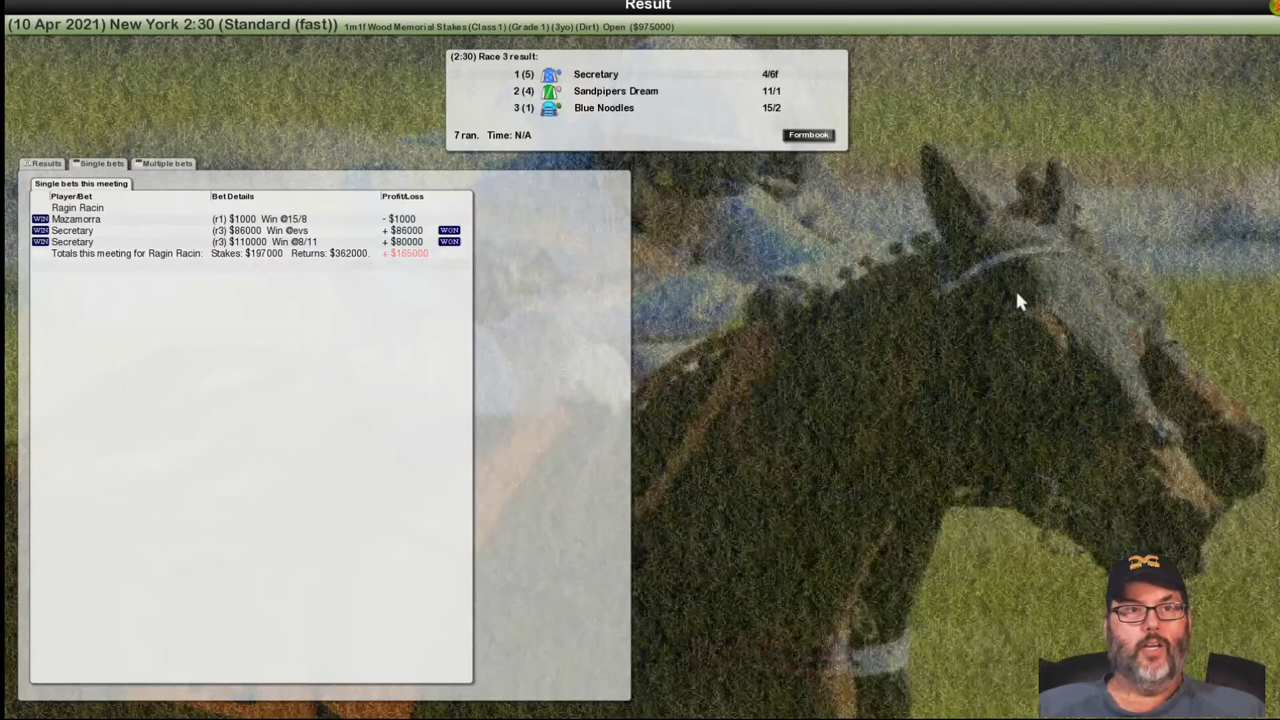 Result
(10 Apr 2021) New York 2:30 (Standard (fast)) 1m1f Wood Memorial Stakes (Class 1) (Grade 1) (3yo) (Dirt) Open ($975000)
(2:30) Race 3 result:
1 (5) Secretary 4/6f
2 (4) Sandpipers Dream 11/1
3 (1) Blue Noodles 15/2
7 ran. Time: N/A Formbook
Results Single bets Multiple bets
Single bets this meeting
Player/Bet Bet Details Profit/Loss
Ragin Racin
WIN Mazamorra (r1) $1000 Win @15/8 - $1000
WIN Secretary (r3) $86000 Win @evs + $86000 WON
WIN Secretary (r3) $110000 Win @8/11 + $80000 WON
Totals this meeting for Ragin Racin: Stakes: $197000 Returns: $362000. + $165000